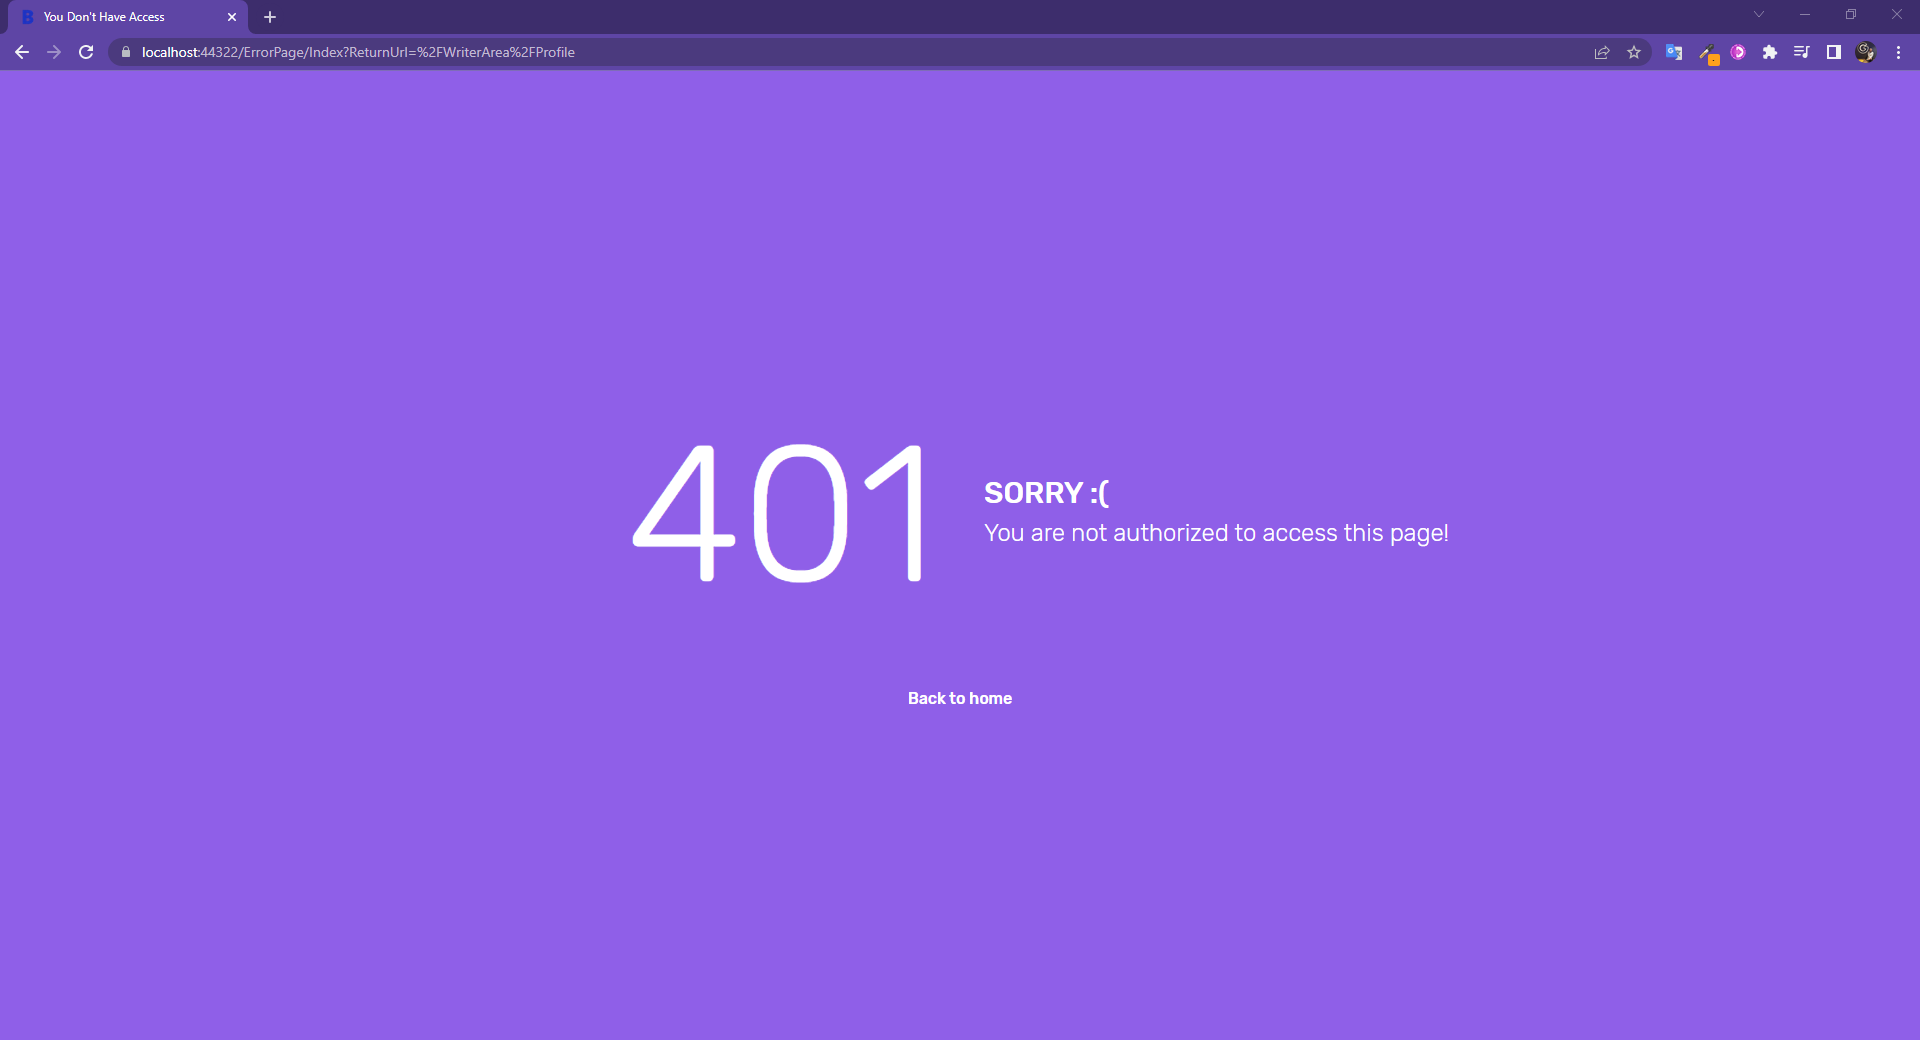 B You Don't Have Access
localhost:44322/ErrorPage/Index?ReturnUrl=%2FWriterArea%2FProfile
401
SORRY :(
You are not authorized to access this page!
Back to home